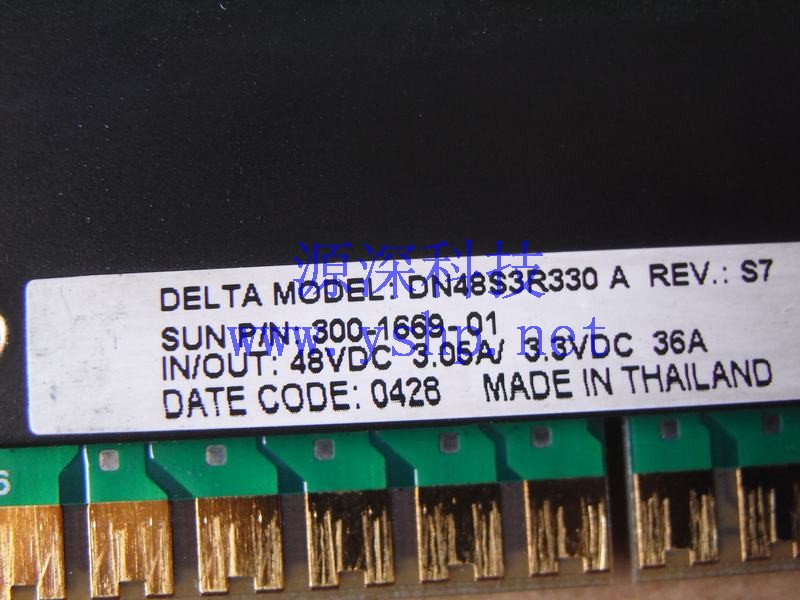 源深科技
DELTA MODEL: DN48S3R330 A REV.: S7
SUN P/N: 300-1669-01
www.yshp.net
IN/OUT: 48VDC 3.05A/ 3.3VDC 36A
DATE CODE: 0428 MADE IN THAILAND
6